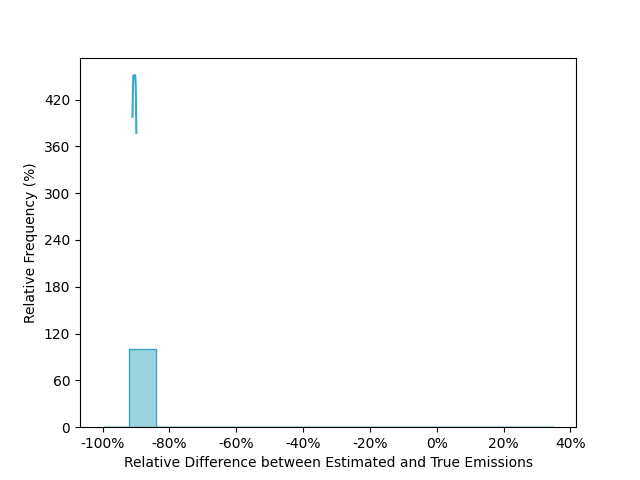 420
360
300
240
180
120
60
0
Relative Frequency (%)
-100% -80% -60% -40% -20% 0% 20% 40%
Relative Difference between Estimated and True Emissions